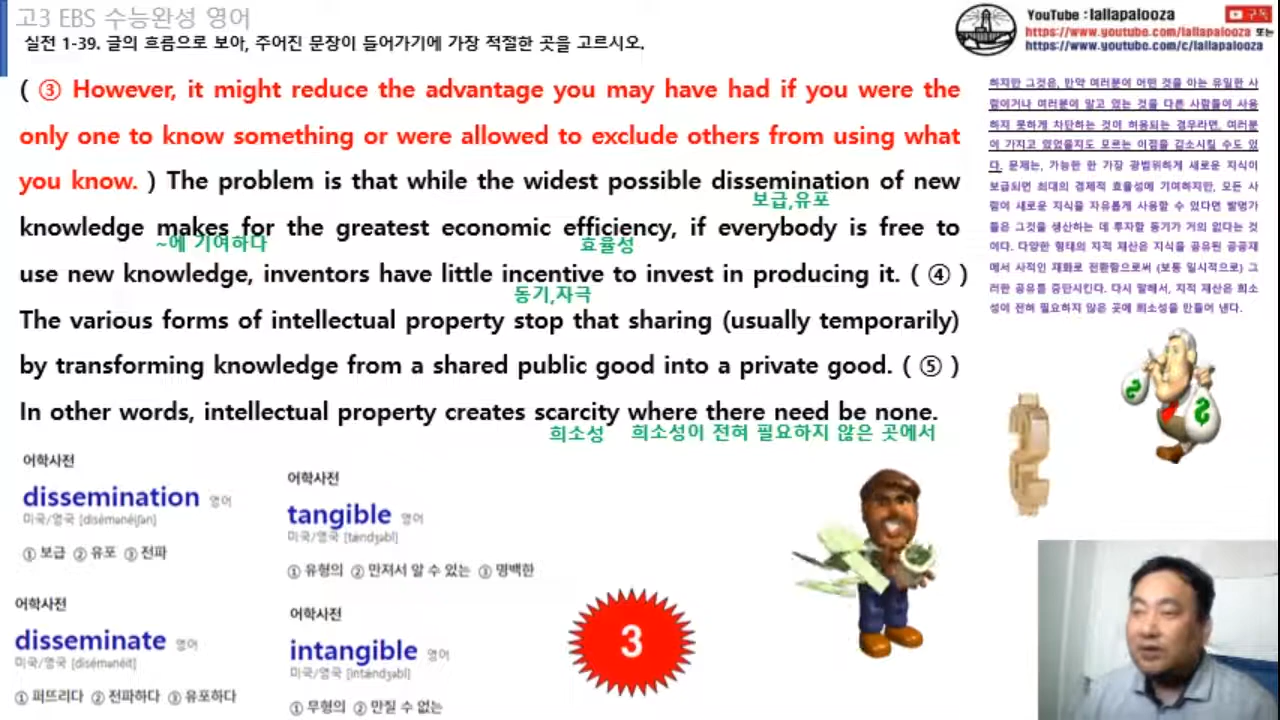 고3 EBS 수능완성 영어
실전 1-39. 글의 흐름으로 보아, 주어진 문장이 들어가기에 가장 적절한 곳을 고르시오.
YouTube : lallapalooza 구독
https://www.youtube.com/lallapalooza 또는
https://www.youtube.com/c/lallapalooza
( ③ However, it might reduce the advantage you may have had if you were the
only one to know something or were allowed to exclude others from using what
you know. ) The problem is that while the widest possible dissemination of new
보급,유포
knowledge makes for the greatest economic efficiency, if everybody is free to
~에 기여하다 효율성
use new knowledge, inventors have little incentive to invest in producing it. ( ④ )
동기,자극
The various forms of intellectual property stop that sharing (usually temporarily)
by transforming knowledge from a shared public good into a private good. ( ⑤ )
In other words, intellectual property creates scarcity where there need be none.
희소성 희소성이 전혀 필요하지 않은 곳에서
하지만 그것은, 만약 여러분이 어떤 것을 아는 유일한 사
람이거나 여러분이 알고 있는 것을 다른 사람들이 사용
하지 못하게 차단하는 것이 허용되는 경우라면, 여러분
이 가지고 있었을지도 모르는 이점을 감소시킬 수도 있
다. 문제는, 가능한 한 가장 광범위하게 새로운 지식이
보급되면 최대의 경제적 효율성에 기여하지만, 모든 사
람이 새로운 지식을 자유롭게 사용할 수 있다면 발명가
들은 그것을 생산하는 데 투자할 동기가 거의 없다는 것
이다. 다양한 형태의 지적 재산은 지식을 공유된 공공재
에서 사적인 재화로 전환함으로써 (보통 일시적으로) 그
러한 공유를 중단시킨다. 다시 말해서, 지적 재산은 희소
성이 전혀 필요하지 않은 곳에 희소성을 만들어 낸다.
어학사전
dissemination 영어
미국/영국 [disèmənéiʃən]
① 보급 ② 유포 ③ 전파
어학사전
tangible 영어
미국/영국 [tændʒəbl]
① 유형의 ② 만져서 알 수 있는 ③ 명백한
어학사전
disseminate 영어
미국/영국 [disémənèit]
① 퍼뜨리다 ② 전파하다 ③ 유포하다
어학사전
intangible 영어
미국/영국 [intændʒəbl]
① 무형의 ② 만질 수 없는
3